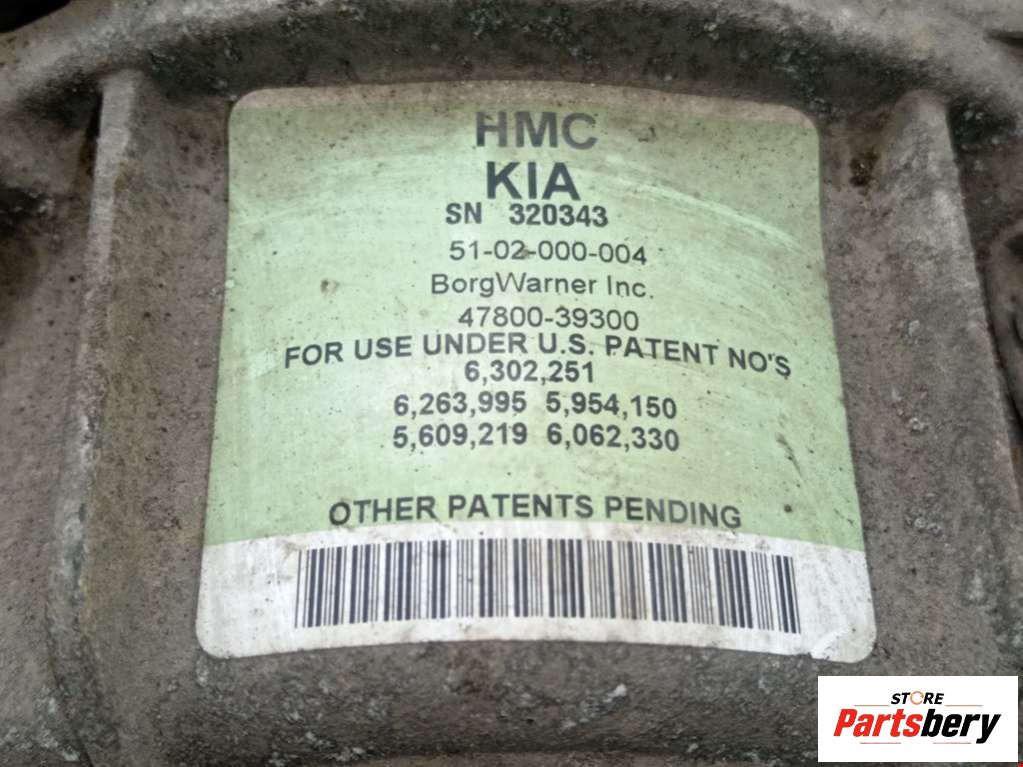 HMC
KIA
SN 320343
51-02-000-004
BorgWarner Inc.
47800-39300
FOR USE UNDER U.S. PATENT NO'S
6,302,251
6,263,995 5,954,150
5,609,219 6,062,330
OTHER PATENTS PENDING
STORE
Partsbery